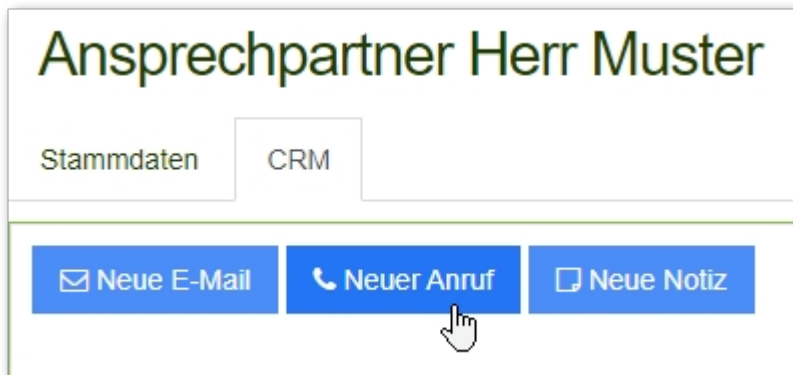 Ansprechpartner Herr Muster
Stammdaten CRM
Neue E-Mail Neuer Anruf Neue Notiz